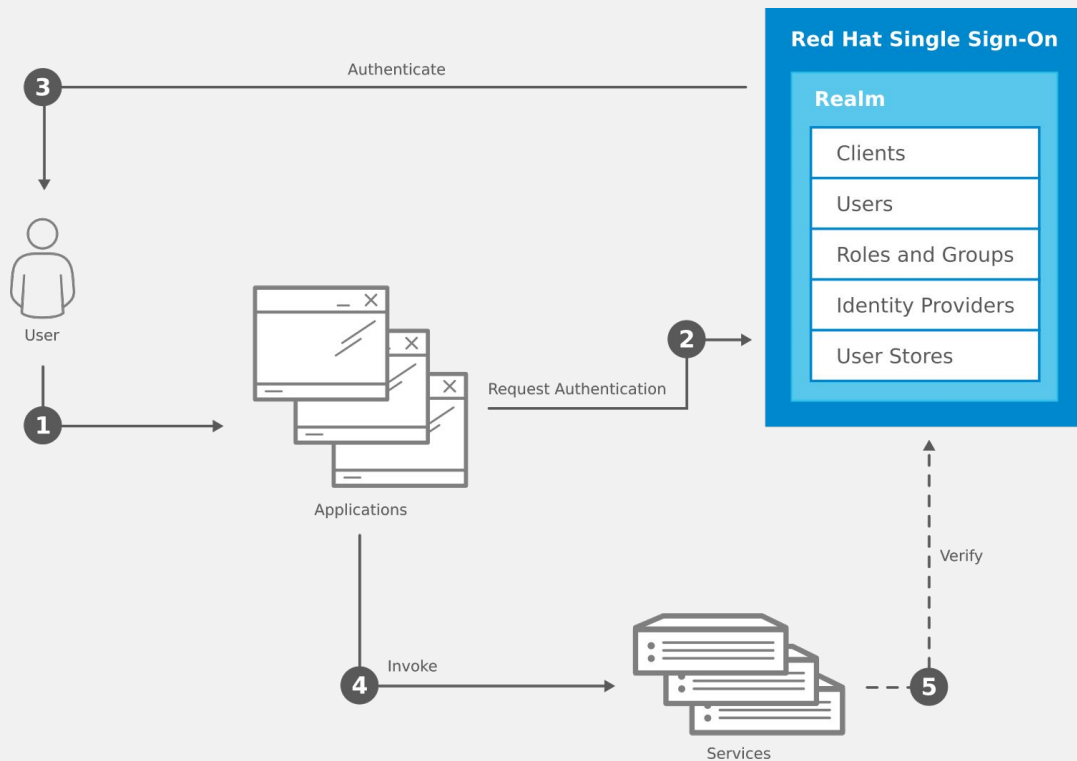 Red Hat Single Sign-On
Authenticate
3
Realm
Clients
Users
Roles and Groups
Identity Providers
User Stores
User
2
Request Authentication
1
Applications
Verify
Invoke
4
5
Services